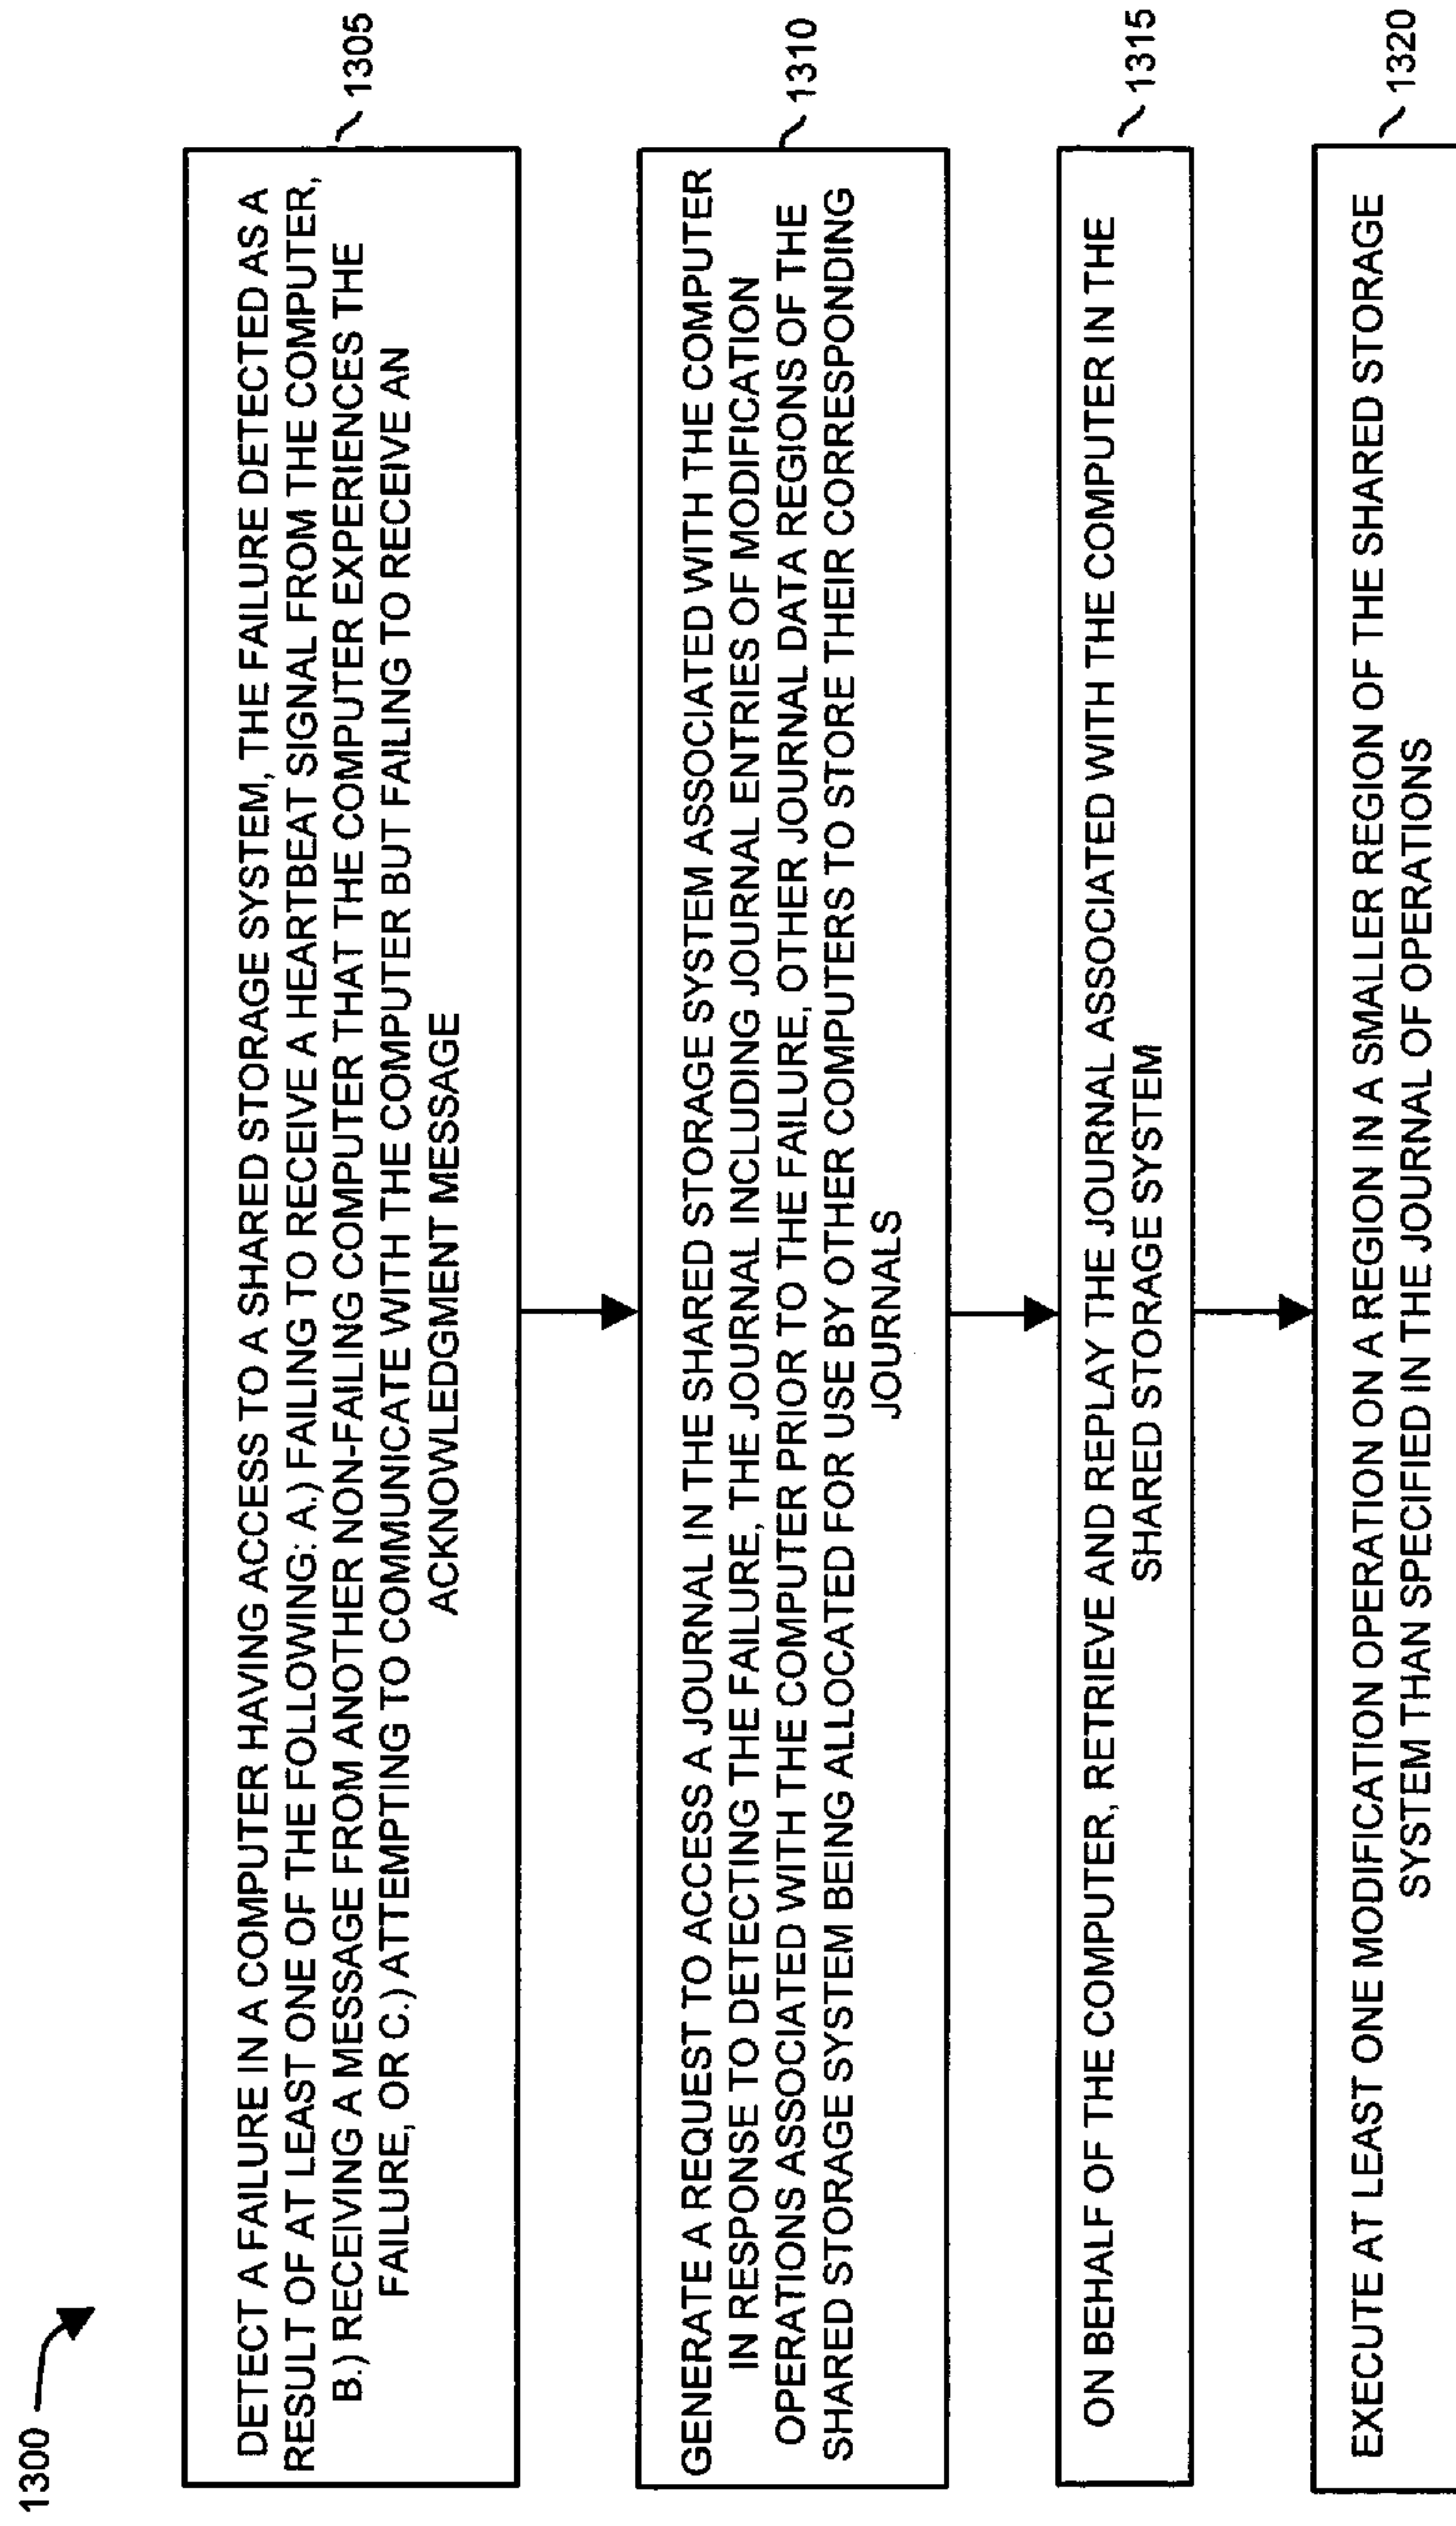 1300
DETECT A FAILURE IN A COMPUTER HAVING ACCESS TO A SHARED STORAGE SYSTEM, THE FAILURE DETECTED AS A
RESULT OF AT LEAST ONE OF THE FOLLOWING: A.) FAILING TO RECEIVE A HEARTBEAT SIGNAL FROM THE COMPUTER,
B.) RECEIVING A MESSAGE FROM ANOTHER NON-FAILING COMPUTER THAT THE COMPUTER EXPERIENCES THE
FAILURE, OR C.) ATTEMPTING TO COMMUNICATE WITH THE COMPUTER BUT FAILING TO RECEIVE AN
ACKNOWLEDGMENT MESSAGE
1305
GENERATE A REQUEST TO ACCESS A JOURNAL IN THE SHARED STORAGE SYSTEM ASSOCIATED WITH THE COMPUTER
IN RESPONSE TO DETECTING THE FAILURE, THE JOURNAL INCLUDING JOURNAL ENTRIES OF MODIFICATION
OPERATIONS ASSOCIATED WITH THE COMPUTER PRIOR TO THE FAILURE, OTHER JOURNAL DATA REGIONS OF THE
SHARED STORAGE SYSTEM BEING ALLOCATED FOR USE BY OTHER COMPUTERS TO STORE THEIR CORRESPONDING
JOURNALS
1310
ON BEHALF OF THE COMPUTER, RETRIEVE AND REPLAY THE JOURNAL ASSOCIATED WITH THE COMPUTER IN THE
SHARED STORAGE SYSTEM
1315
EXECUTE AT LEAST ONE MODIFICATION OPERATION ON A REGION IN A SMALLER REGION OF THE SHARED STORAGE
SYSTEM THAN SPECIFIED IN THE JOURNAL OF OPERATIONS
1320